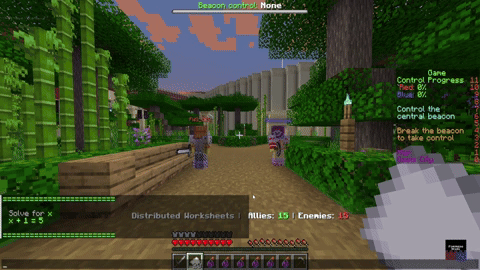 Beacon control: None
Game
Control Progress
Red: 0%
Blue: 0%
Control the
central beacon
Break the beacon
to take control
Solve for x
x + 1 = 5
Distributed Worksheets | Allies: 15 / Enemies: 15